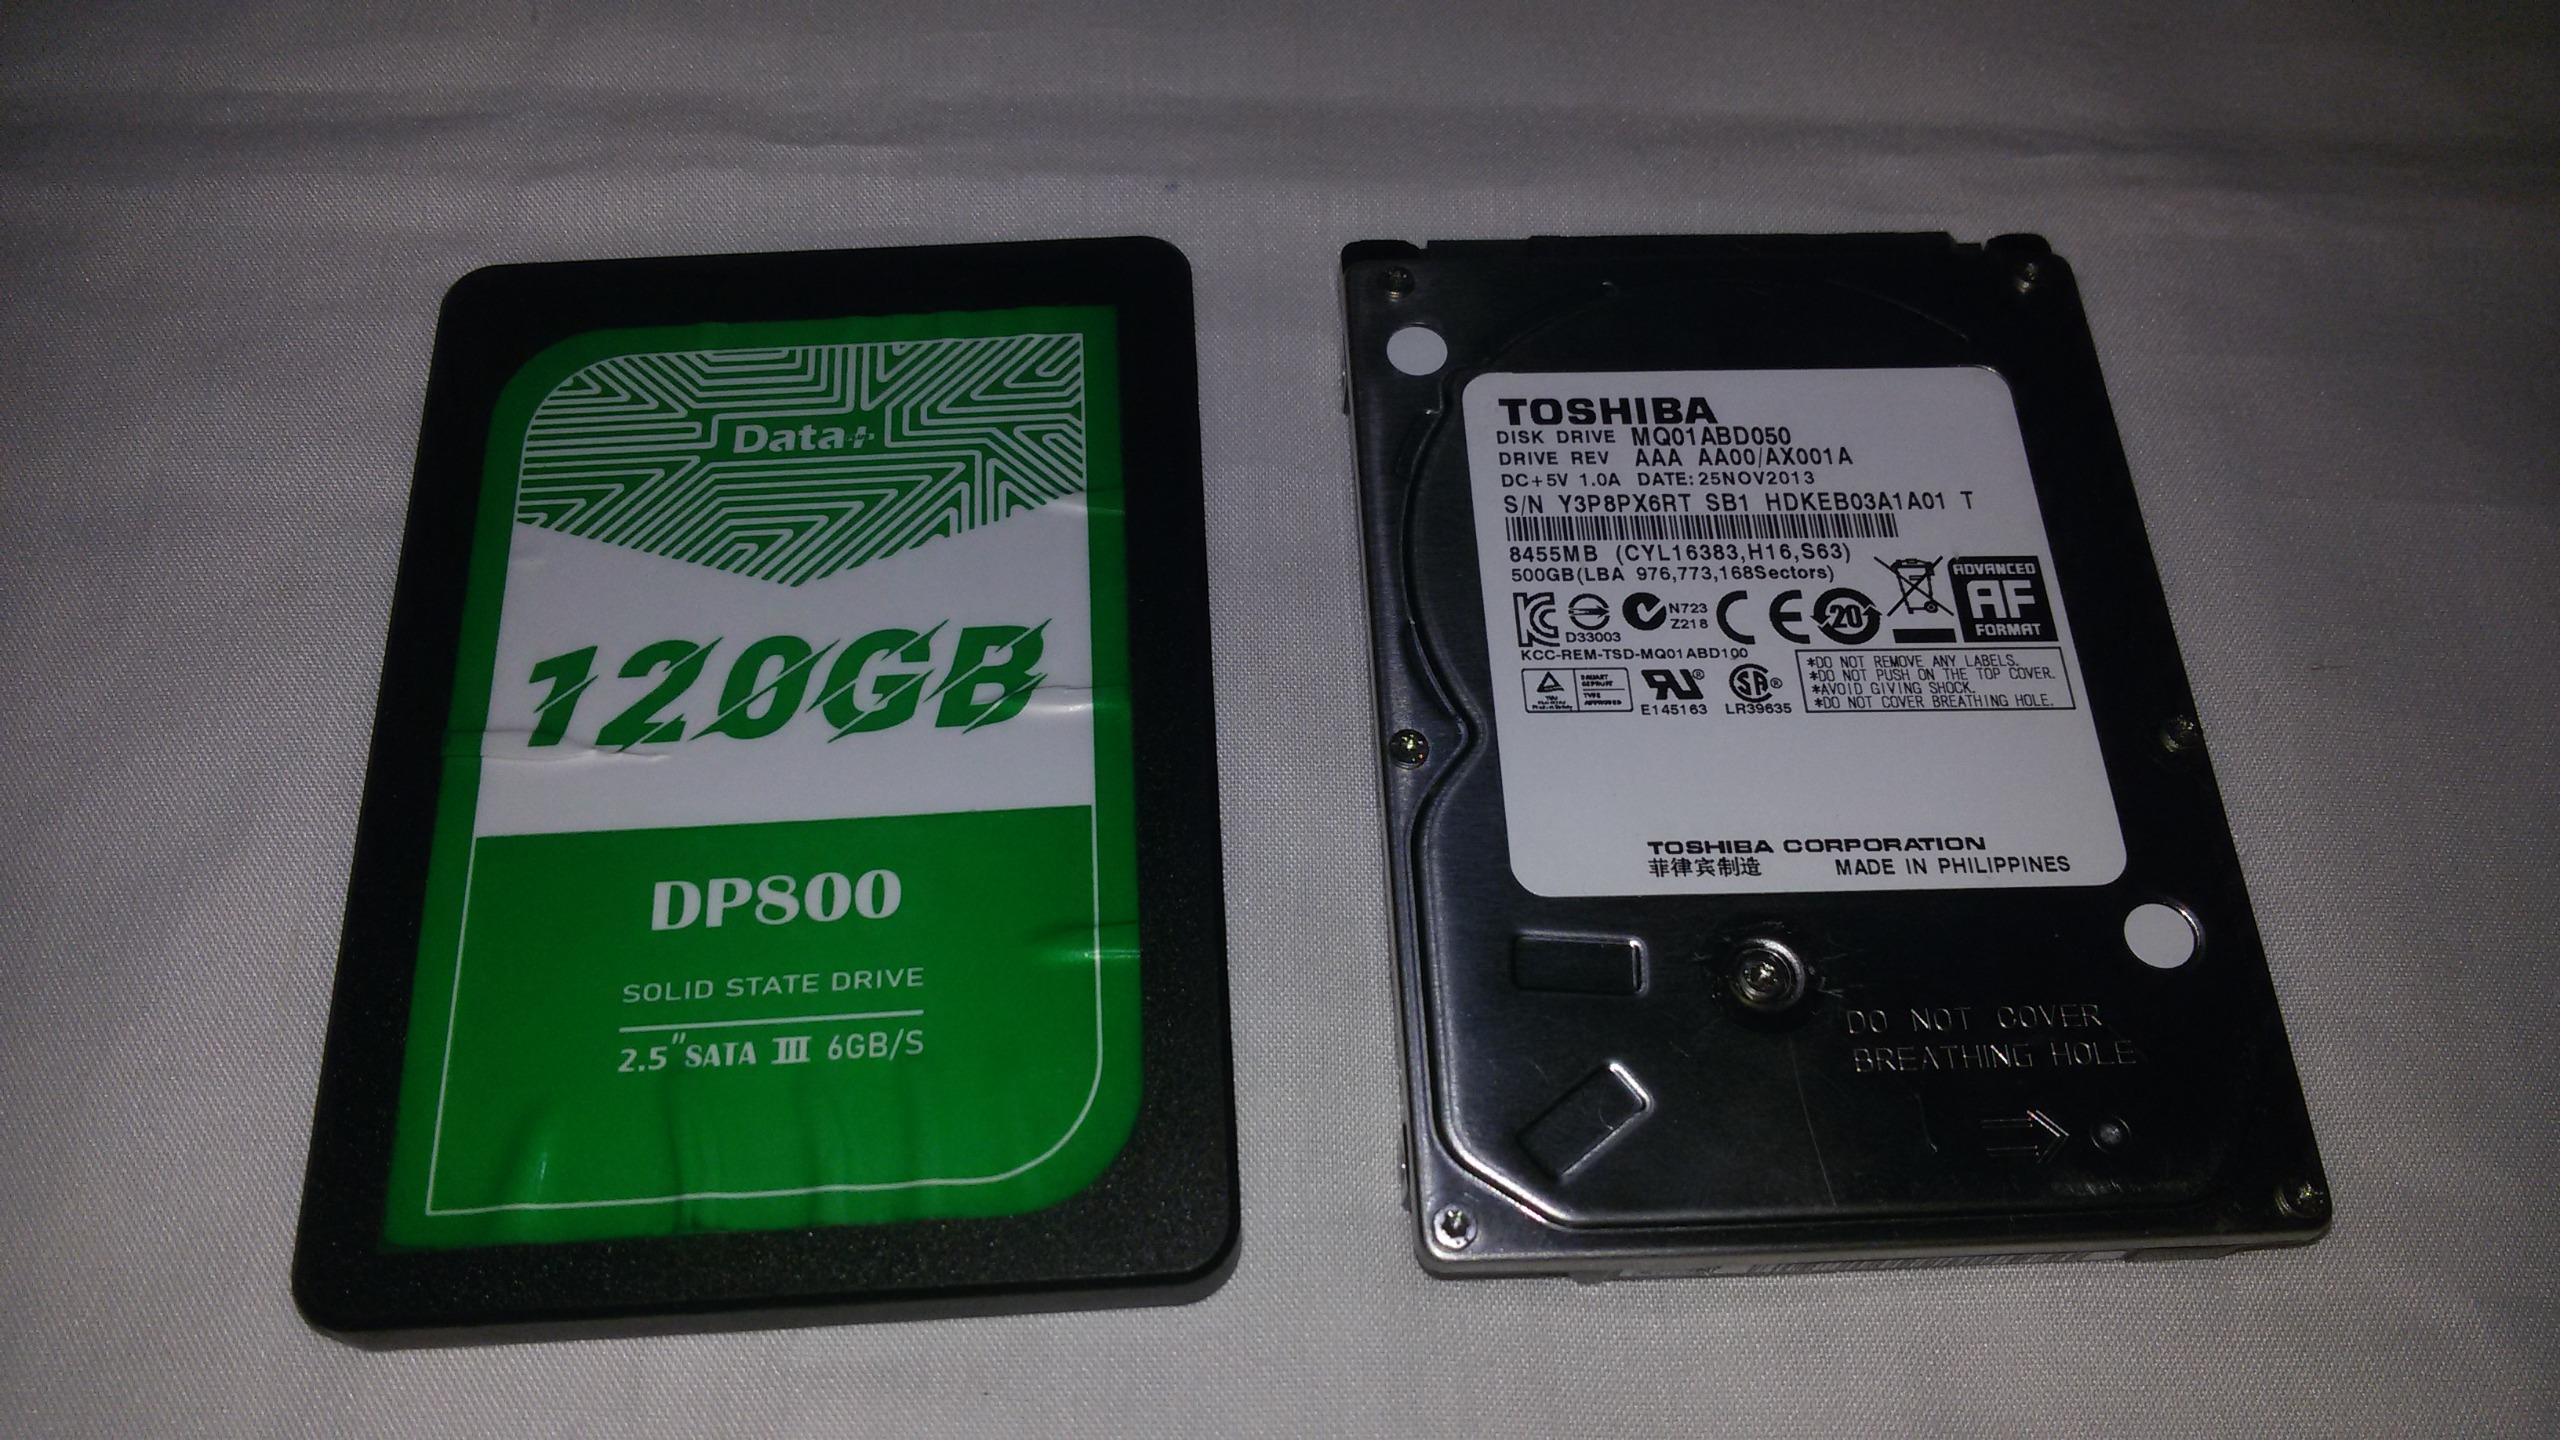 Data+
120GB
DP800
SOLID STATE DRIVE
2.5" SATA III 6GB/S
TOSHIBA
DISK DRIVE MQ01ABD050
DRIVE REV AAA AA00/AX001A
DC+5V 1.0A DATE:25NOV2013
S/N Y3P8PX6RT SB1 HDKEB03A1A01 T
8455MB (CYL16383,H16,S63)
500GB(LBA 976,773,168Sectors)
D33003
N723
Z218
CE
20
ADVANCED
AF
FORMAT
KCC-REM-TSD-MQ01ABD100
E145163
LR39635
*DO NOT REMOVE ANY LABELS.
*DO NOT PUSH ON THE TOP COVER.
*AVOID GIVING SHOCK.
*DO NOT COVER BREATHING HOLE.
TOSHIBA CORPORATION
菲律宾制造 MADE IN PHILIPPINES
DO NOT COVER
BREATHING HOLE